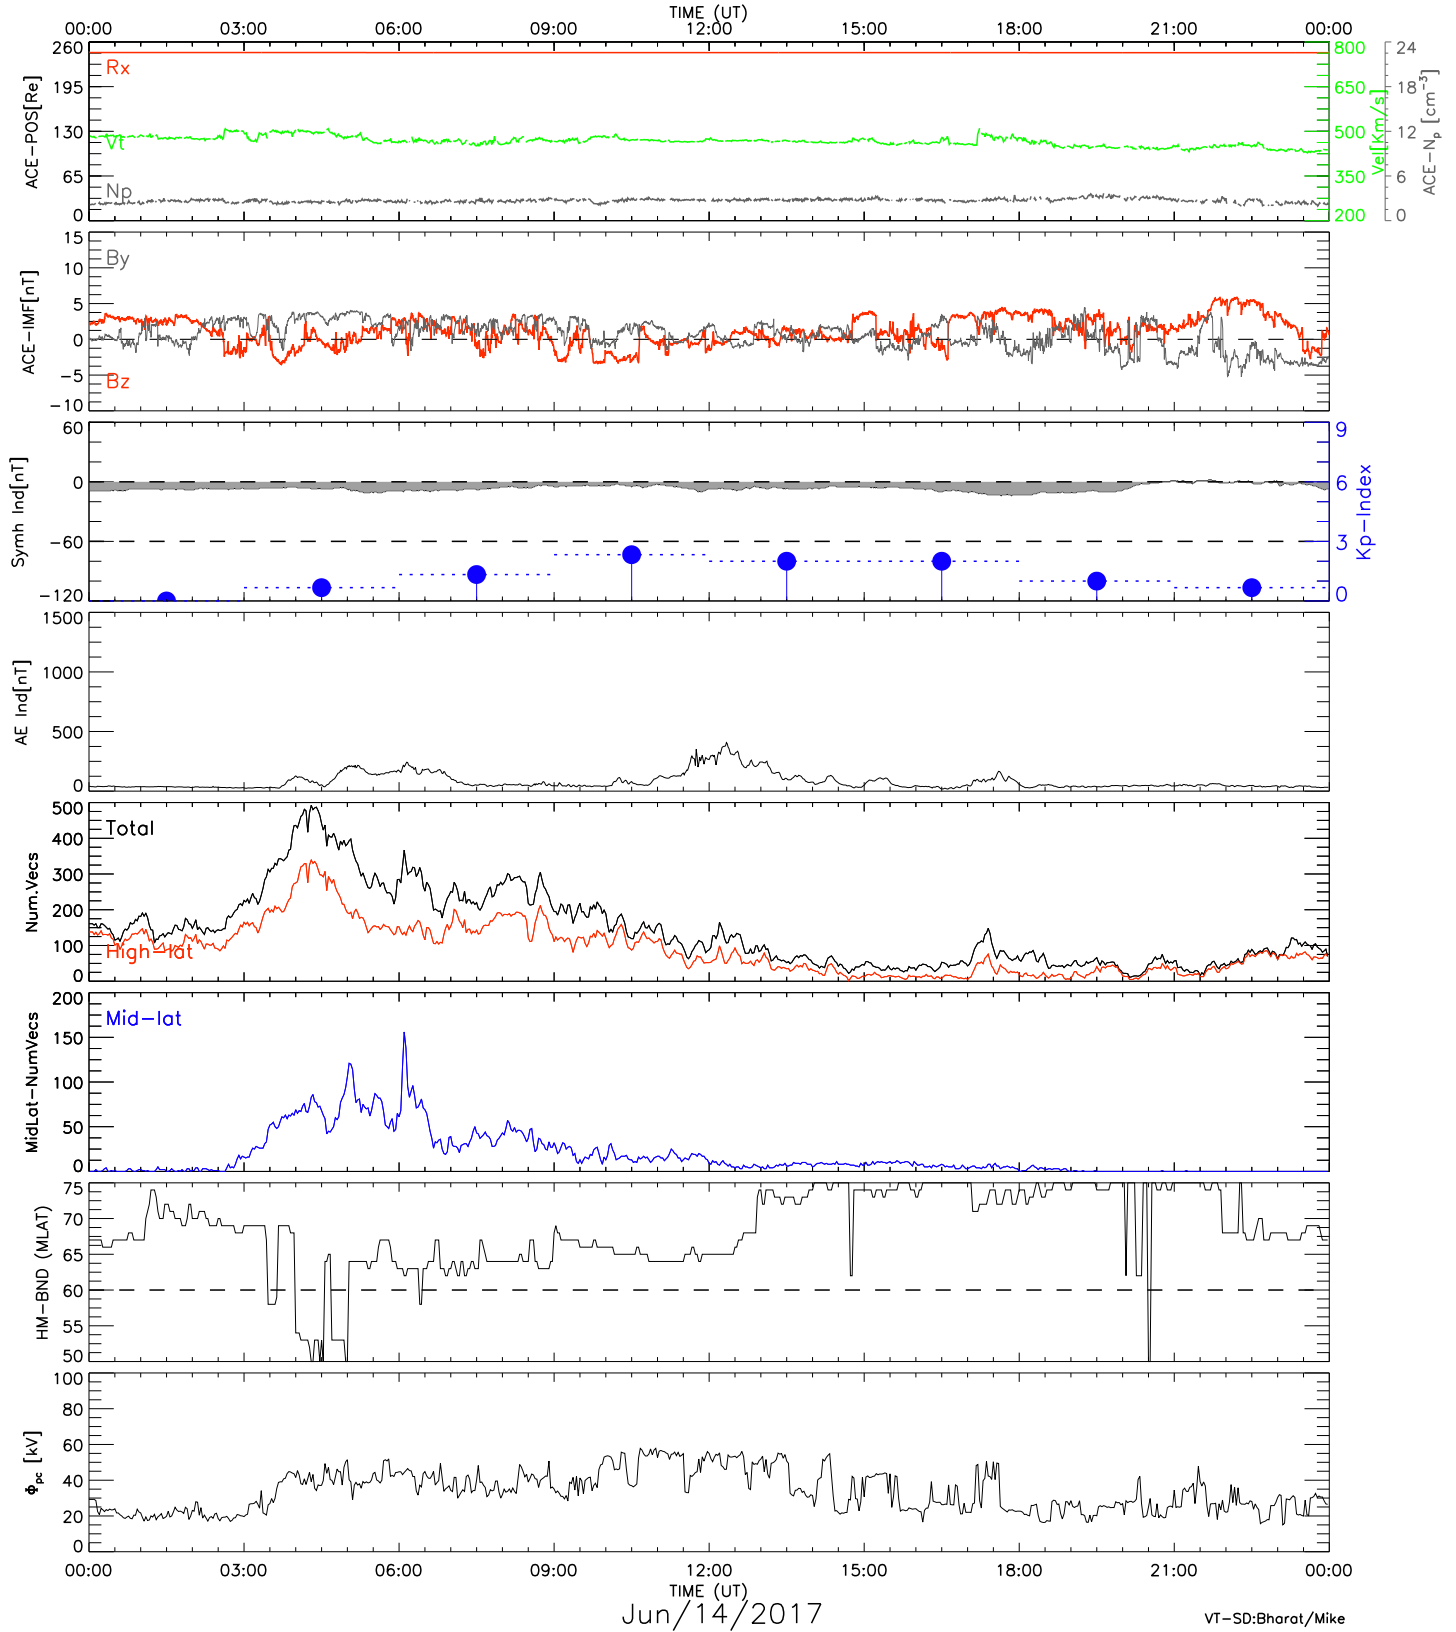 TIME (UT)
00:00 03:00 06:00 09:00 12:00 15:00 18:00 21:00 00:00
ACE-POS[Re]
260
195
130
65
0
Rx
Vt
Np
800
650
500
350
200
Vel[Km/s]
24
18
12
6
0
ACE-Np [cm-3]
ACE-IMF[nT]
15
10
5
0
-5
-10
By
Bz
Symh Ind[nT]
60
0
-60
-120
9
6
3
0
Kp-Index
AE Ind[nT]
1500
1000
500
0
Num.Vecs
500
400
300
200
100
0
Total
High-lat
MidLat-NumVecs
200
150
100
50
0
Mid-lat
HM-BND (MLAT)
75
70
65
60
55
50
Φpc [kV]
100
80
60
40
20
0
00:00 03:00 06:00 09:00 12:00 15:00 18:00 21:00 00:00
TIME (UT)
Jun/14/2017
VT-SD:Bharat/Mike